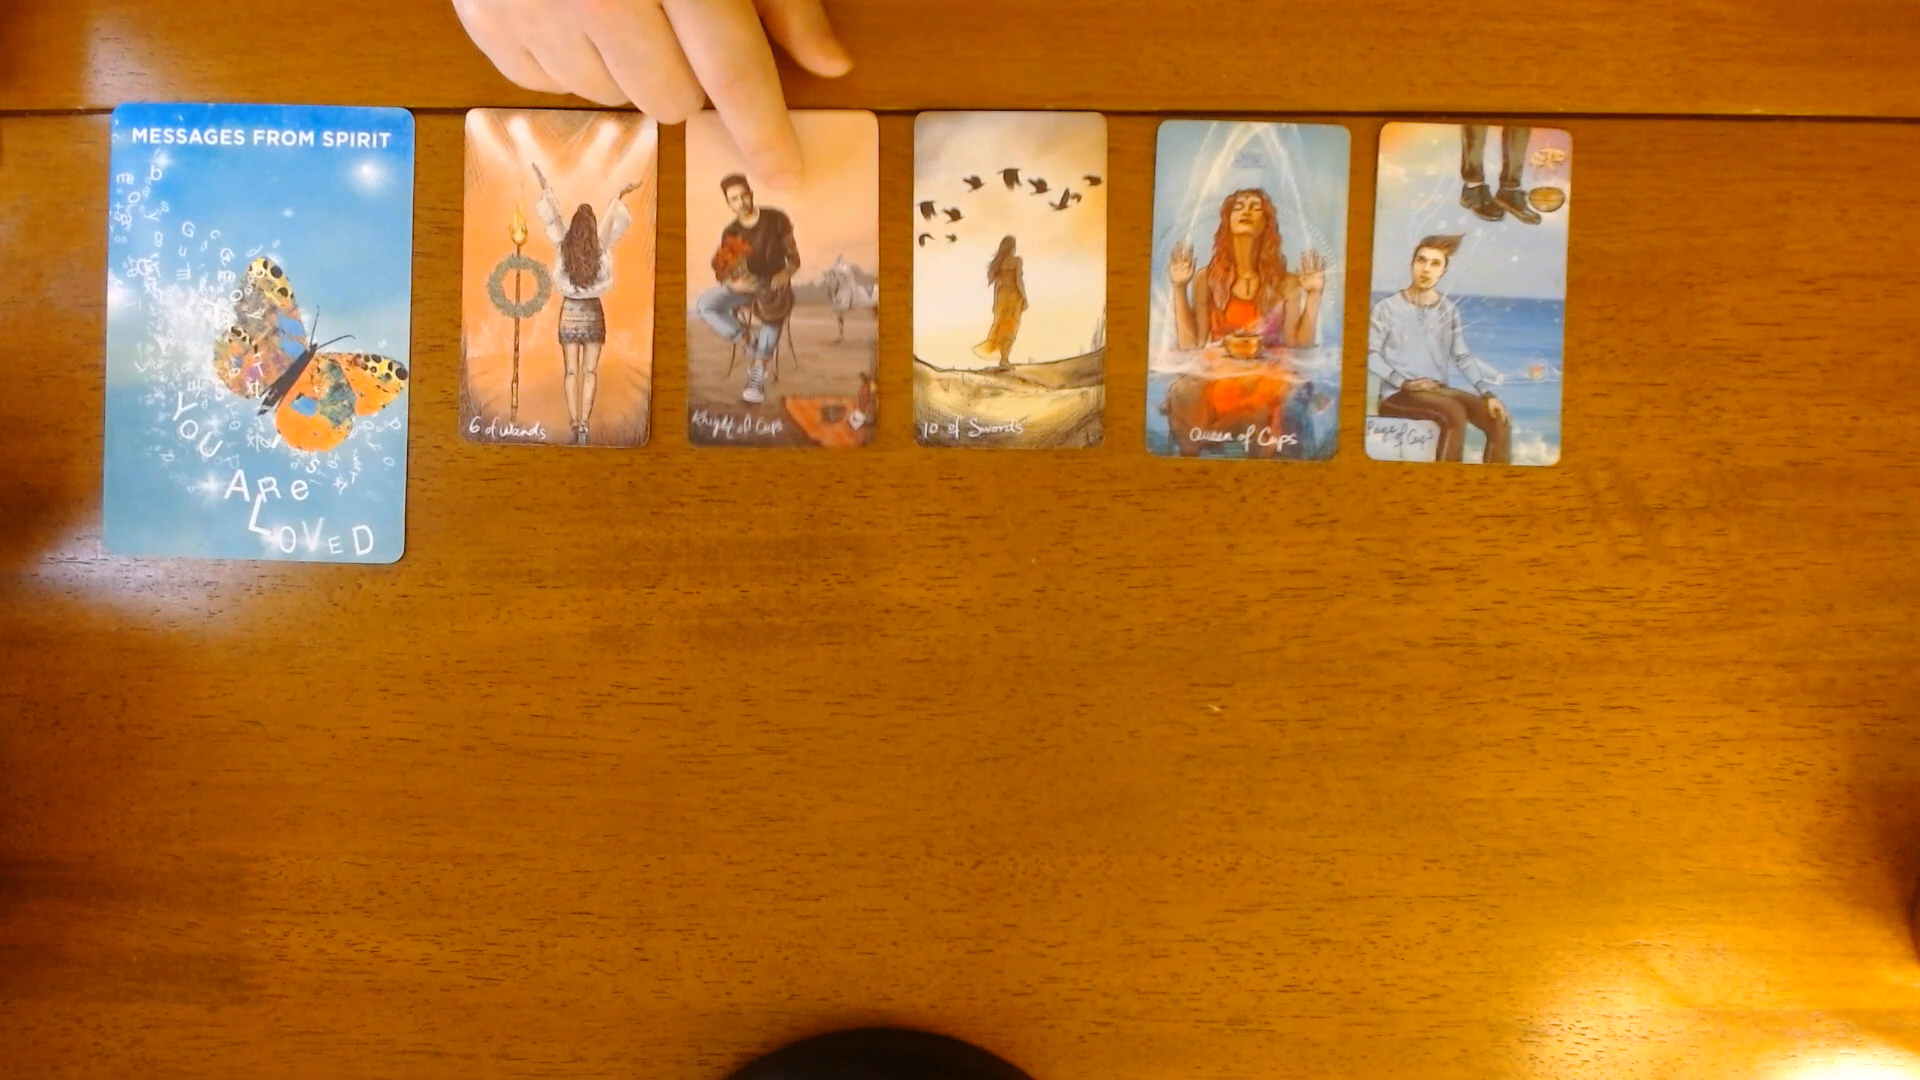 MESSAGES FROM SPIRIT
YOU
ARe
LOVeD
6 of Wands
Knight of Cups
10 of Swords
Queen of Cups
Page of Cups